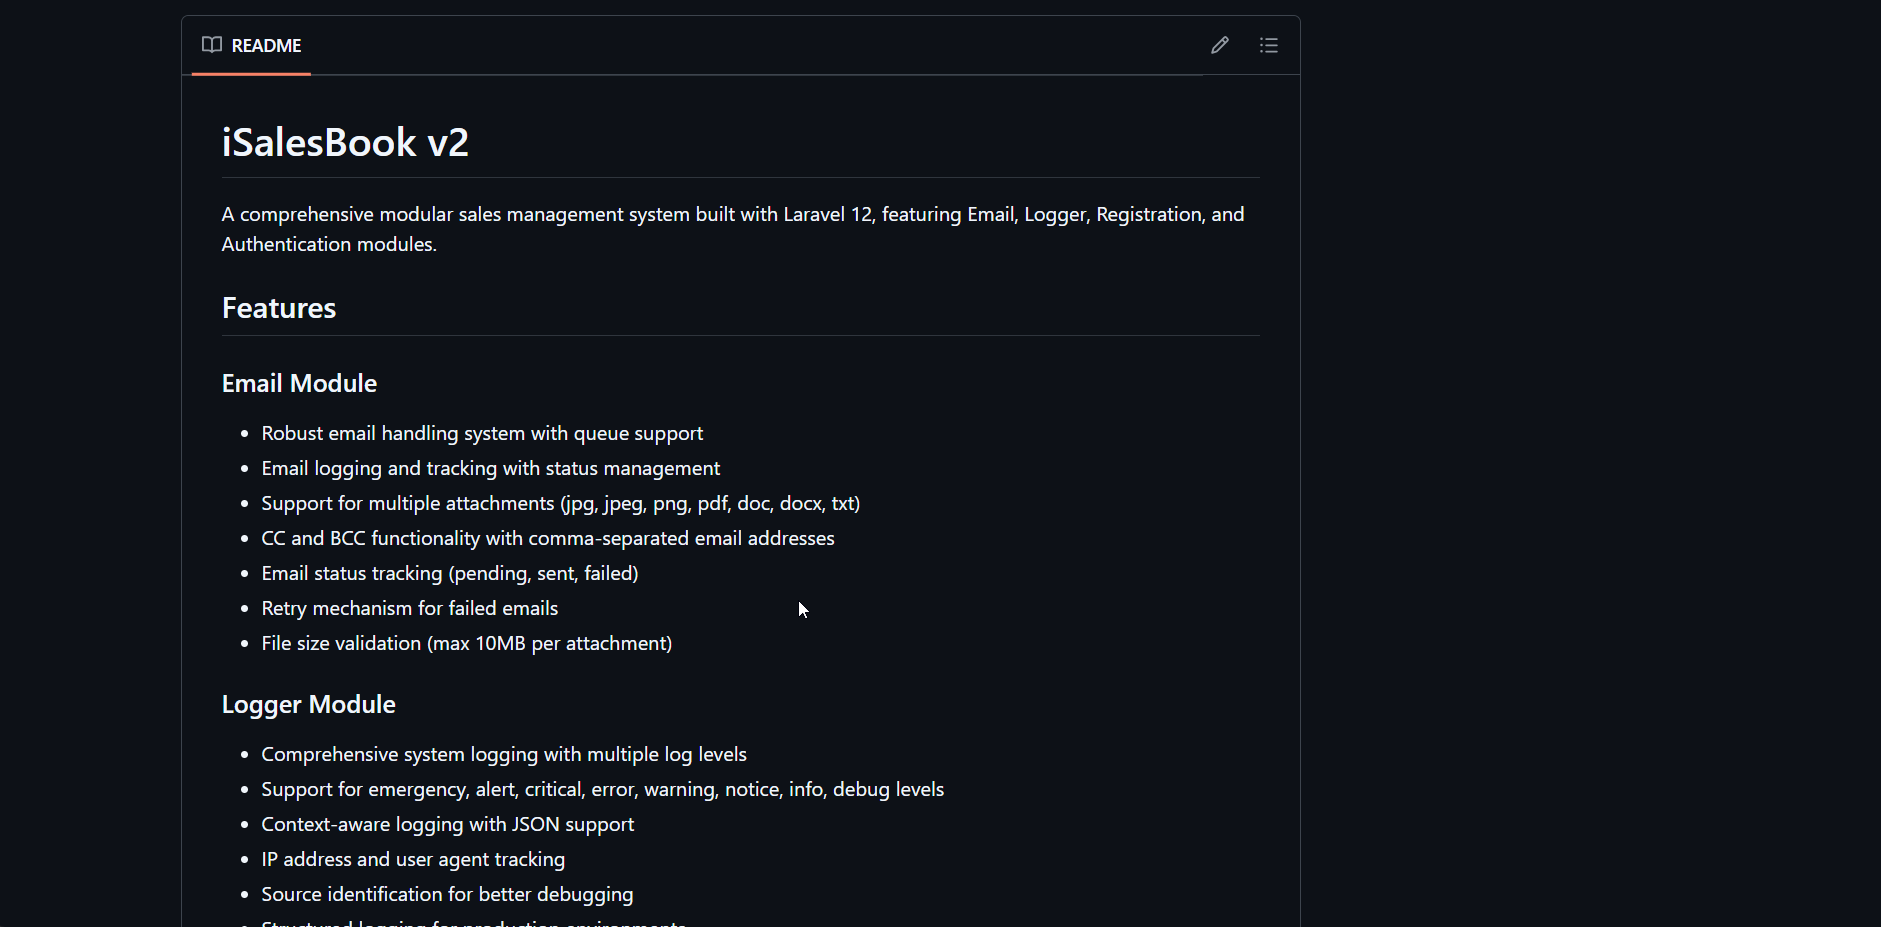 README
iSalesBook v2
A comprehensive modular sales management system built with Laravel 12, featuring Email, Logger, Registration, and
Authentication modules.
Features
Email Module
Robust email handling system with queue support
Email logging and tracking with status management
Support for multiple attachments (jpg, jpeg, png, pdf, doc, docx, txt)
CC and BCC functionality with comma-separated email addresses
Email status tracking (pending, sent, failed)
Retry mechanism for failed emails
File size validation (max 10MB per attachment)
Logger Module
Comprehensive system logging with multiple log levels
Support for emergency, alert, critical, error, warning, notice, info, debug levels
Context-aware logging with JSON support
IP address and user agent tracking
Source identification for better debugging
Structured logging for production environments